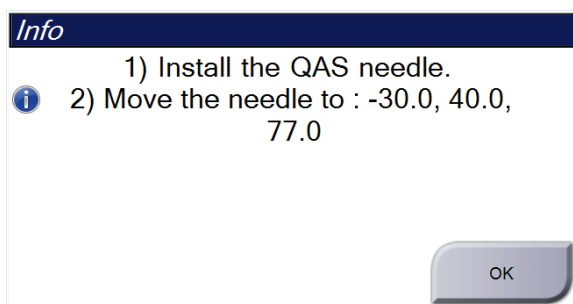 Info
1) Install the QAS needle.
2) Move the needle to : -30.0, 40.0,
77.0
OK